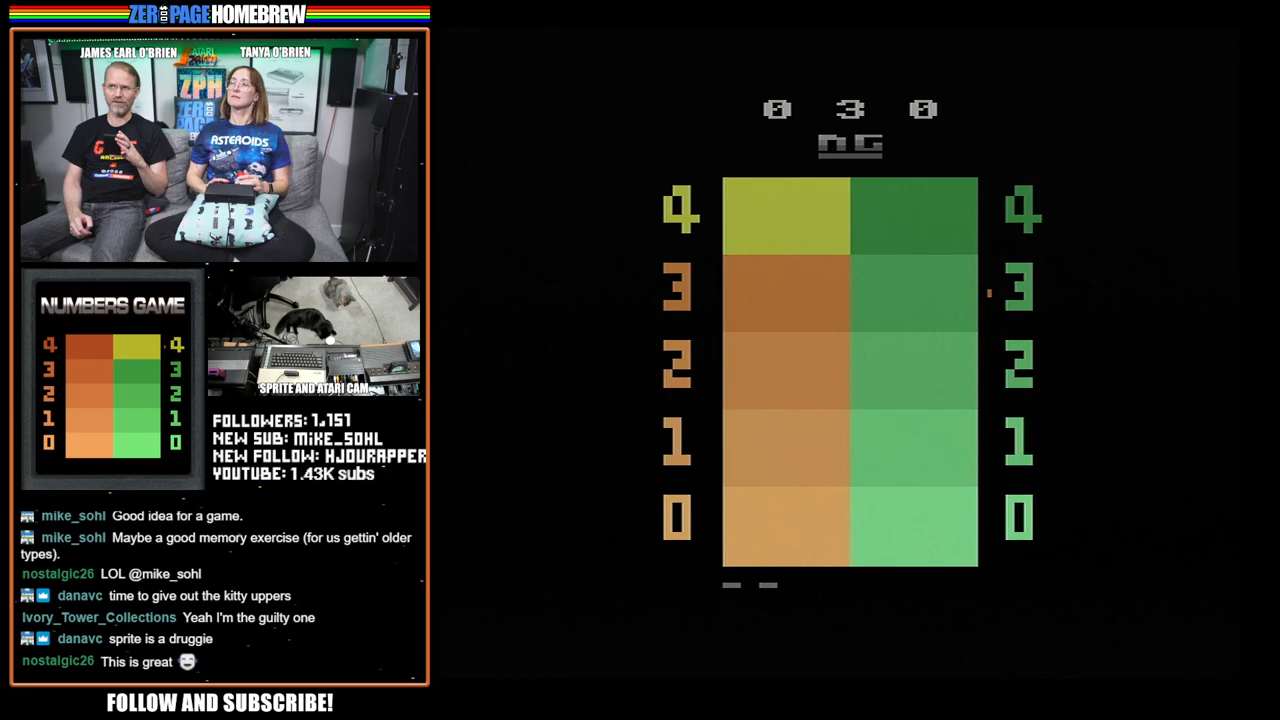 ZEROPAGE HOMEBREW
JAMES EARL O'BRIEN
TANYA O'BRIEN
ZPH
ASTEROIDS
0 3 0
NG
4 4
3 3
2 2
1 1
0 0
NUMBERS GAME
4 4
3 3
2 2
1 1
0 0
SPRITE AND ATARI CAM
FOLLOWERS: 1,151
NEW SUB: MIKE_SOHL
NEW FOLLOW: HJOURAPPER
YOUTUBE: 1.43K subs
mike_sohl Good idea for a game.
mike_sohl Maybe a good memory exercise (for us gettin' older
types).
nostalgic26 LOL @mike_sohl
danavc time to give out the kitty uppers
Ivory_Tower_Collections Yeah I'm the guilty one
danavc sprite is a druggie
nostalgic26 This is great
FOLLOW AND SUBSCRIBE!